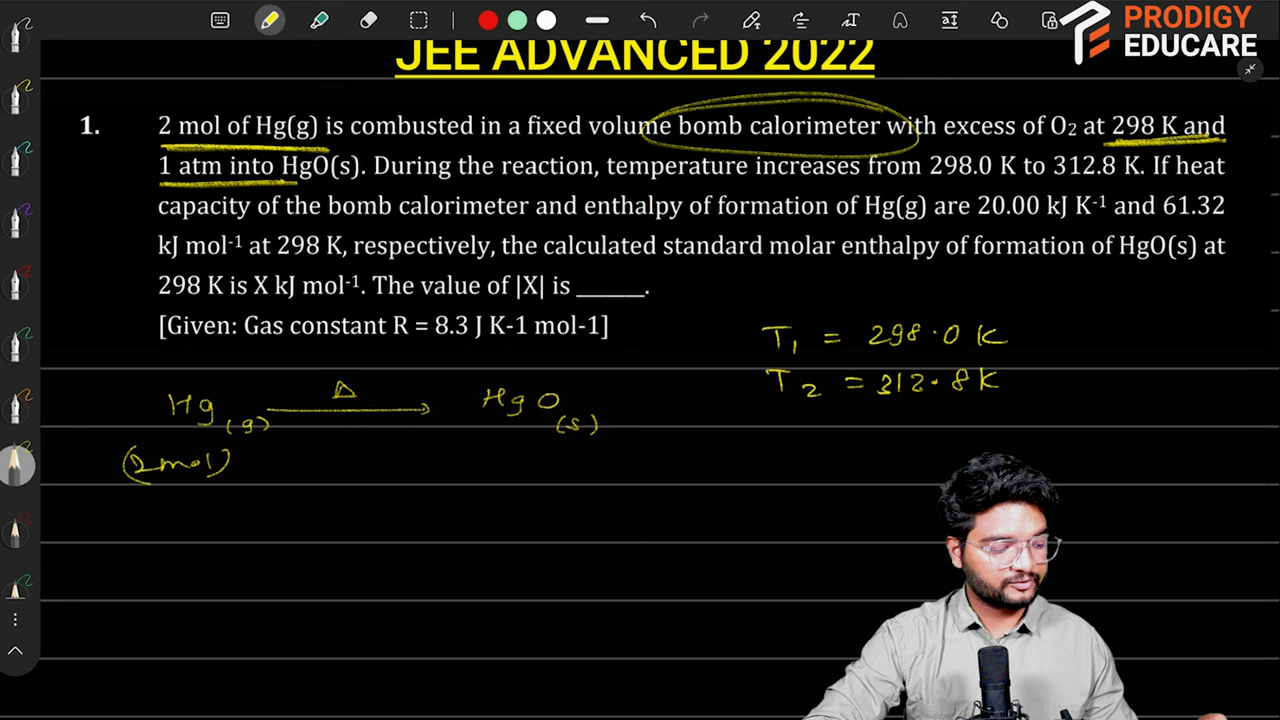 PRODIGY
EDUCARE
JEE ADVANCED 2022
1. 2 mol of Hg(g) is combusted in a fixed volume bomb calorimeter with excess of O₂ at 298 K and
1 atm into HgO(s). During the reaction, temperature increases from 298.0 K to 312.8 K. If heat
capacity of the bomb calorimeter and enthalpy of formation of Hg(g) are 20.00 kJ K⁻¹ and 61.32
kJ mol⁻¹ at 298 K, respectively, the calculated standard molar enthalpy of formation of HgO(s) at
298 K is X kJ mol⁻¹. The value of |X| is _______.
[Given: Gas constant R = 8.3 J K-1 mol-1]
T₁ = 298.0 K
T₂ = 312.8 K
Hg(g) —Δ→ HgO(s)
(2 mol)